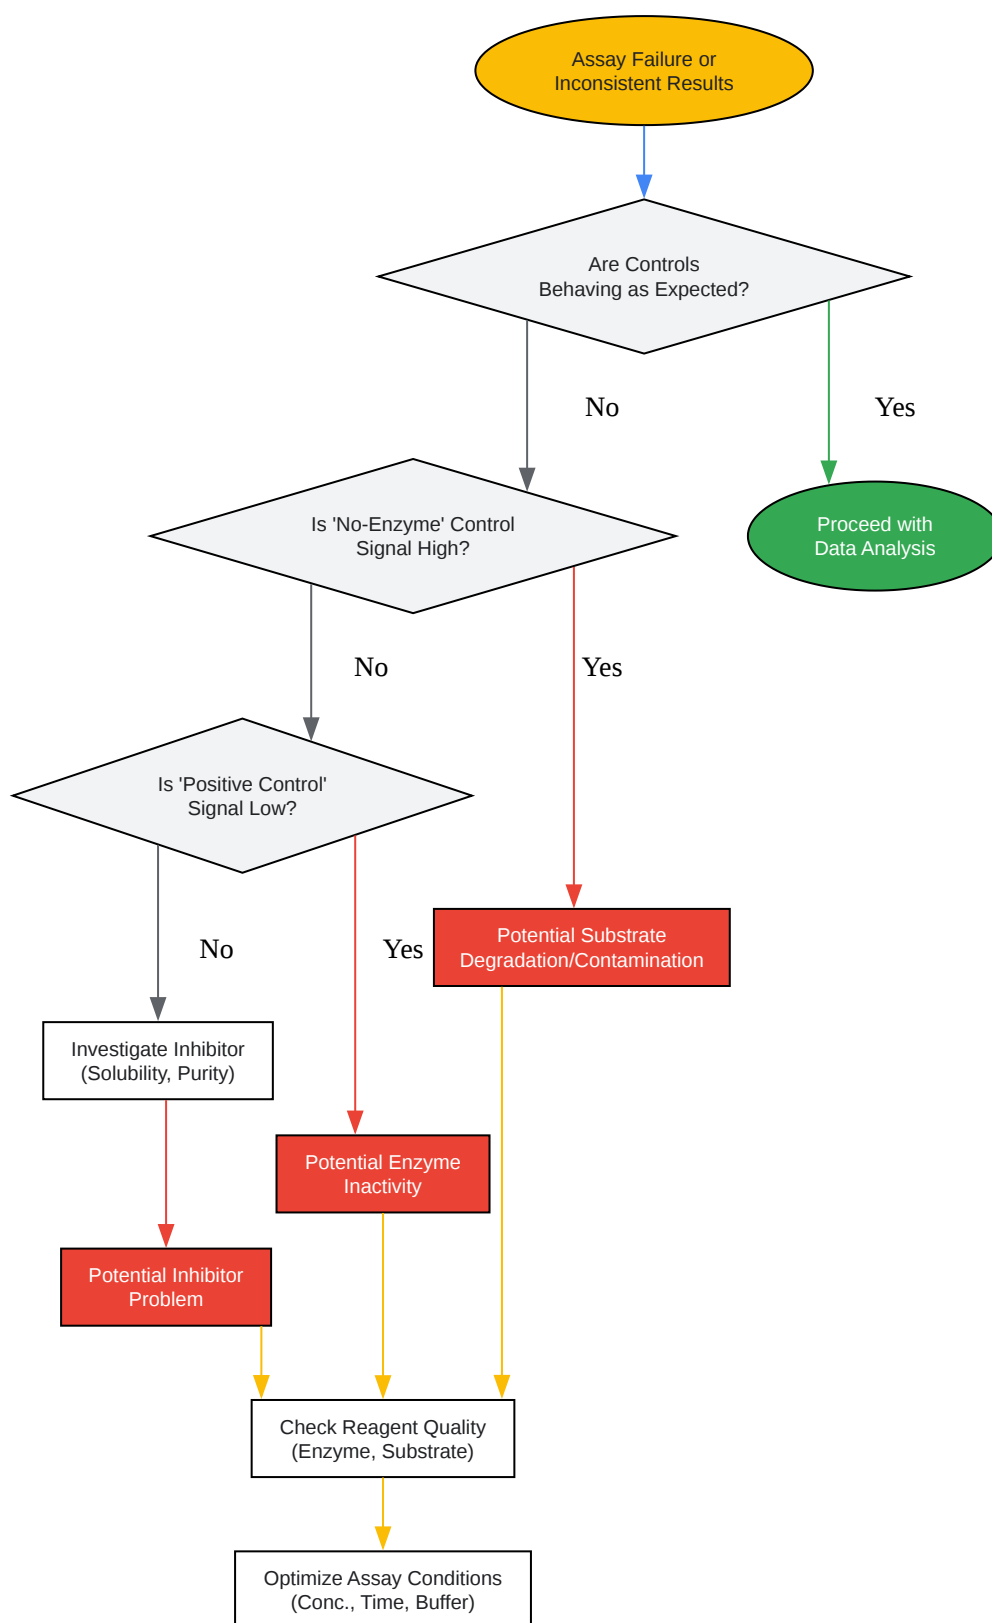 Assay Failure or
Inconsistent Results
Are Controls
Behaving as Expected?
No
Yes
Is 'No-Enzyme' Control
Signal High?
Proceed with
Data Analysis
No
Yes
Is 'Positive Control'
Signal Low?
No
Yes
Potential Substrate
Degradation/Contamination
Investigate Inhibitor
(Solubility, Purity)
Potential Enzyme
Inactivity
Potential Inhibitor
Problem
Check Reagent Quality
(Enzyme, Substrate)
Optimize Assay Conditions
(Conc., Time, Buffer)